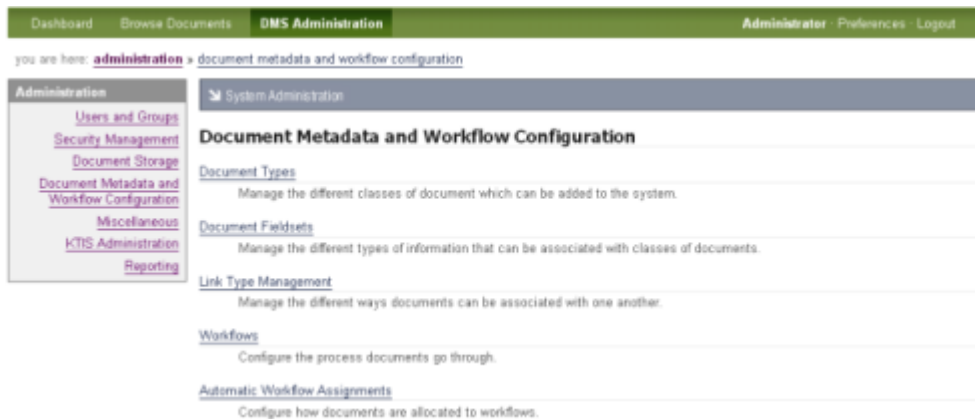 Dashboard Browse Documents DMS Administration Administrator · Preferences · Logout
you are here: administration » document metadata and workflow configuration
Administration
Users and Groups
Security Management
Document Storage
Document Metadata and
Workflow Configuration
Miscellaneous
KTIS Administration
Reporting
System Administration
Document Metadata and Workflow Configuration
Document Types
Manage the different classes of document which can be added to the system.
Document Fieldsets
Manage the different types of information that can be associated with classes of documents.
Link Type Management
Manage the different ways documents can be associated with one another.
Workflows
Configure the process documents go through.
Automatic Workflow Assignments
Configure how documents are allocated to workflows.